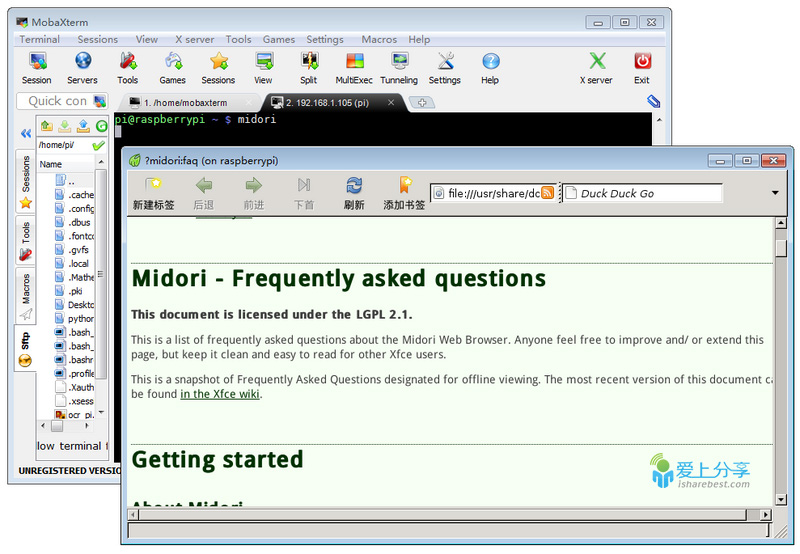 MobaXterm
Terminal Sessions View X server Tools Games Settings Macros Help
Session Servers Tools Games Sessions View Split MultiExec Tunneling Settings Help X server Exit
Quick con
1. /home/mobaxterm
2. 192.168.1.105 (pi)
pi@raspberrypi ~ $ midori
/home/pi/
Name
..
.cache
.config
.dbus
.fontco
.gvfs
.local
.Mathe
.pki
Deskto
python
.bash_
.bash_
.bashr
.profile
.Xauth
.xsess
ocr_pi.
low terminal f
UNREGISTERED VERSIO
Sessions
Tools
Macros
Sftp
?midori:faq (on raspberrypi)
新建标签 后退 前进 下首 刷新 添加书签
file:///usr/share/dc
Duck Duck Go
Midori - Frequently asked questions
This document is licensed under the LGPL 2.1.
This is a list of frequently asked questions about the Midori Web Browser. Anyone feel free to improve and/ or extend this
page, but keep it clean and easy to read for other Xfce users.
This is a snapshot of Frequently Asked Questions designated for offline viewing. The most recent version of this document ca
be found in the Xfce wiki.
Getting started
About Midori
爱上分享
isharebest.com